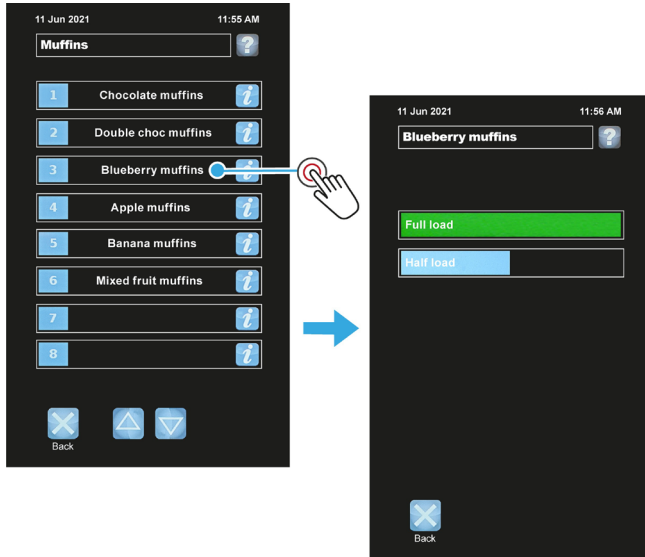 11 Jun 2021 11:55 AM
Muffins ?
1 Chocolate muffins i
2 Double choc muffins i
3 Blueberry muffins i
4 Apple muffins i
5 Banana muffins i
6 Mixed fruit muffins i
7 i
8 i
Back
11 Jun 2021 11:56 AM
Blueberry muffins ?
Full load
Half load
Back